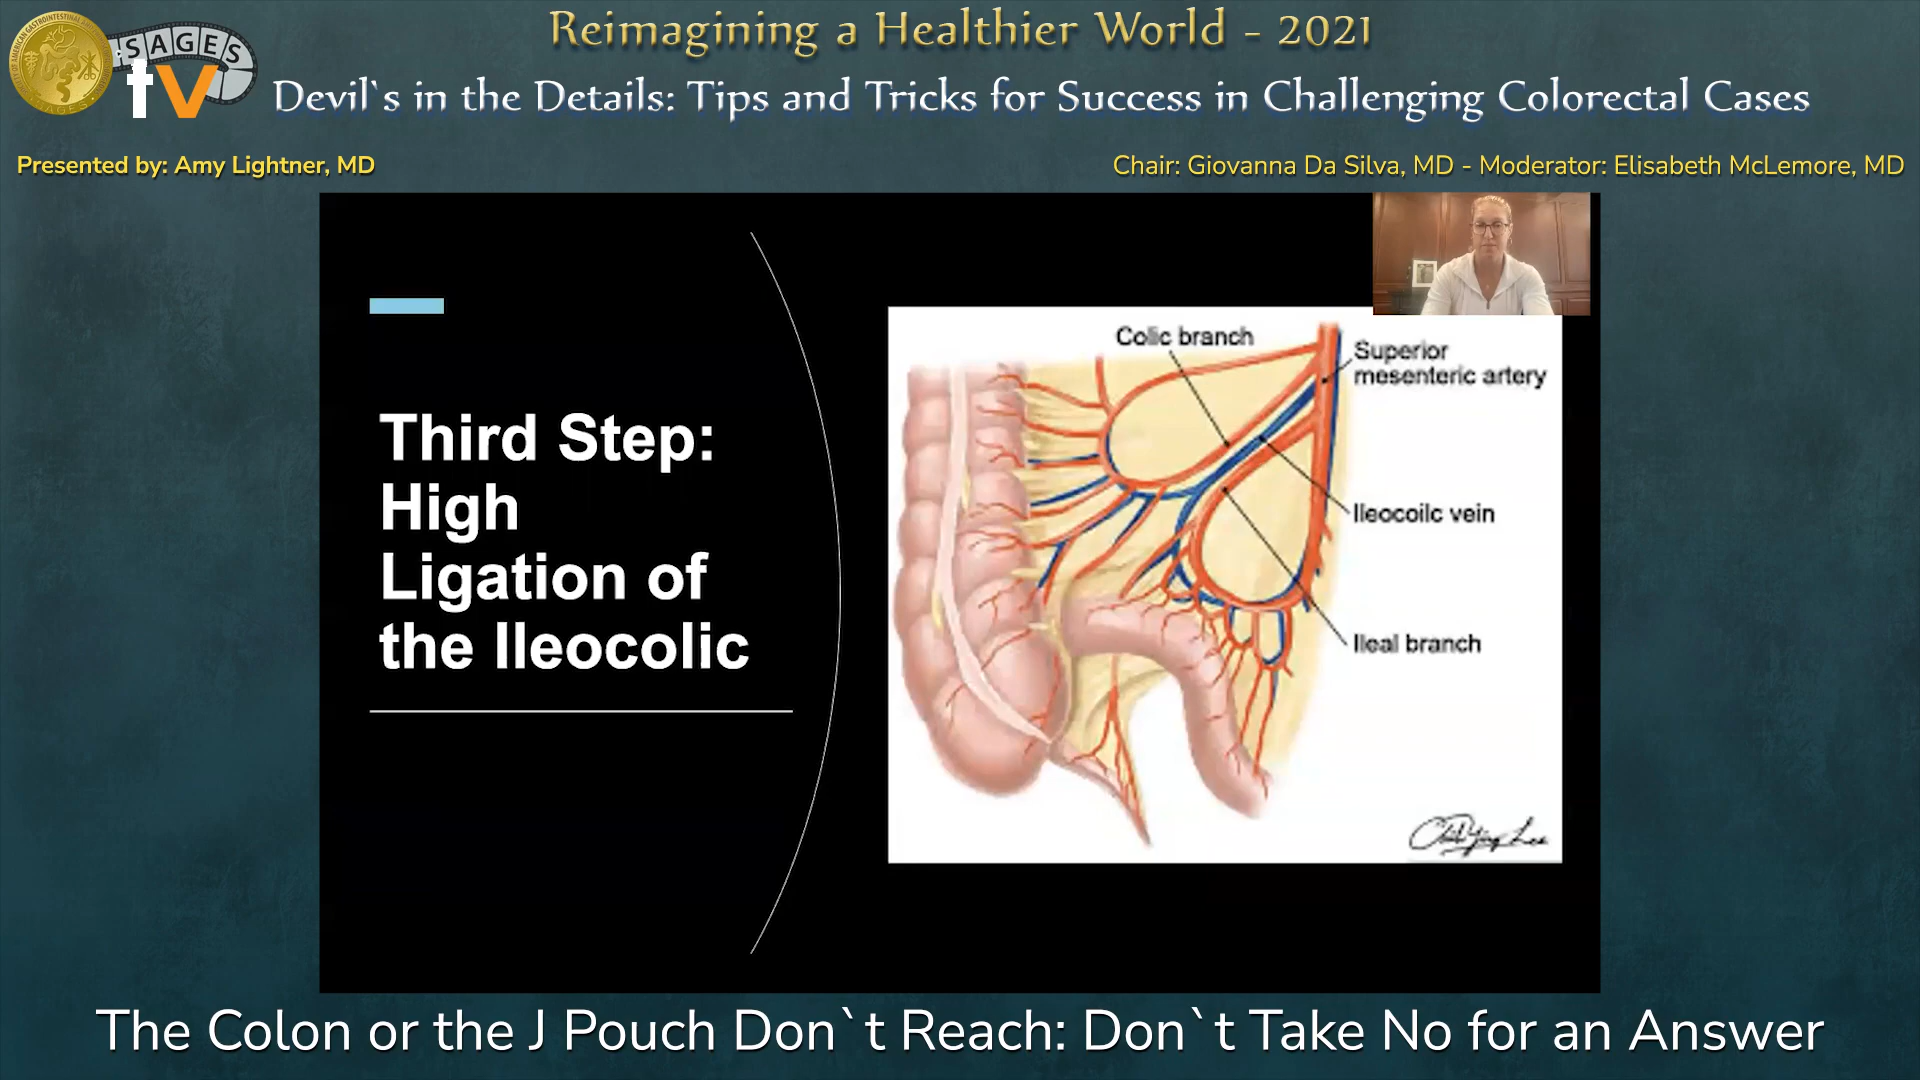 Reimagining a Healthier World - 2021
SAGES
tv
Devil`s in the Details: Tips and Tricks for Success in Challenging Colorectal Cases
Presented by: Amy Lightner, MD
Chair: Giovanna Da Silva, MD - Moderator: Elisabeth McLemore, MD
Third Step:
High
Ligation of
the Ileocolic
Colic branch
Superior
mesenteric artery
Ileocoilc vein
Ileal branch
The Colon or the J Pouch Don`t Reach: Don`t Take No for an Answer